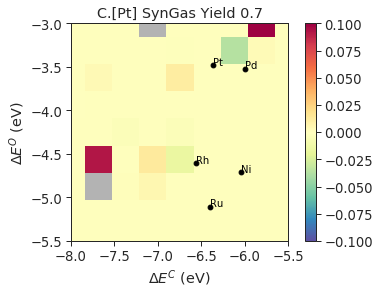 C.[Pt] SynGas Yield 0.7
−3.0
−3.5
−4.0
−4.5
−5.0
−5.5
ΔE^O (eV)
Pt
Pd
Rh
Ni
Ru
−8.0 −7.5 −7.0 −6.5 −6.0 −5.5
ΔE^C (eV)
0.100
0.075
0.050
0.025
0.000
−0.025
−0.050
−0.075
−0.100